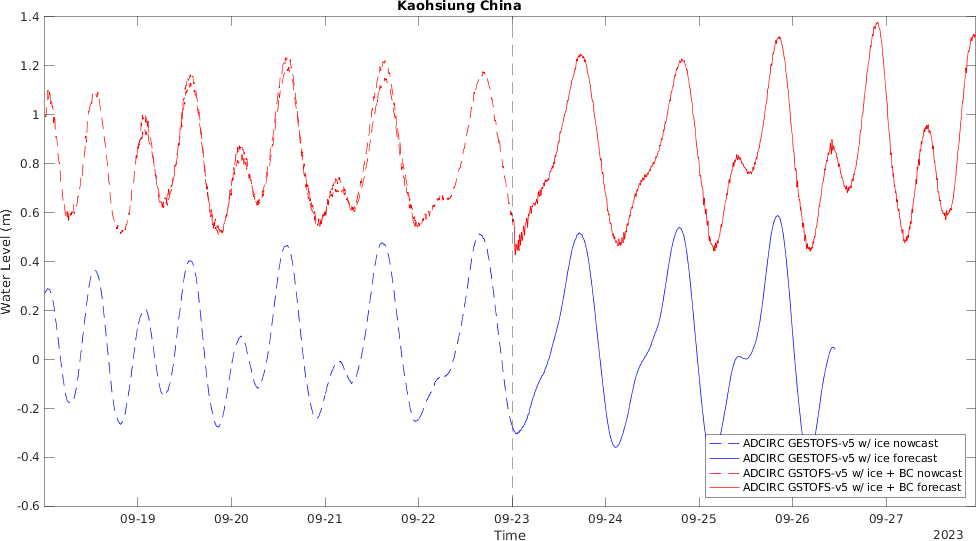 Kaohsiung China
1.4
1.2
1
0.8
0.6
0.4
0.2
0
-0.2
-0.4
-0.6
Water Level (m)
ADCIRC GESTOFS-v5 w/ ice nowcast
ADCIRC GESTOFS-v5 w/ ice forecast
ADCIRC GSTOFS-v5 w/ ice + BC nowcast
ADCIRC GSTOFS-v5 w/ ice + BC forecast
09-19 09-20 09-21 09-22 09-23 09-24 09-25 09-26 09-27
Time
2023